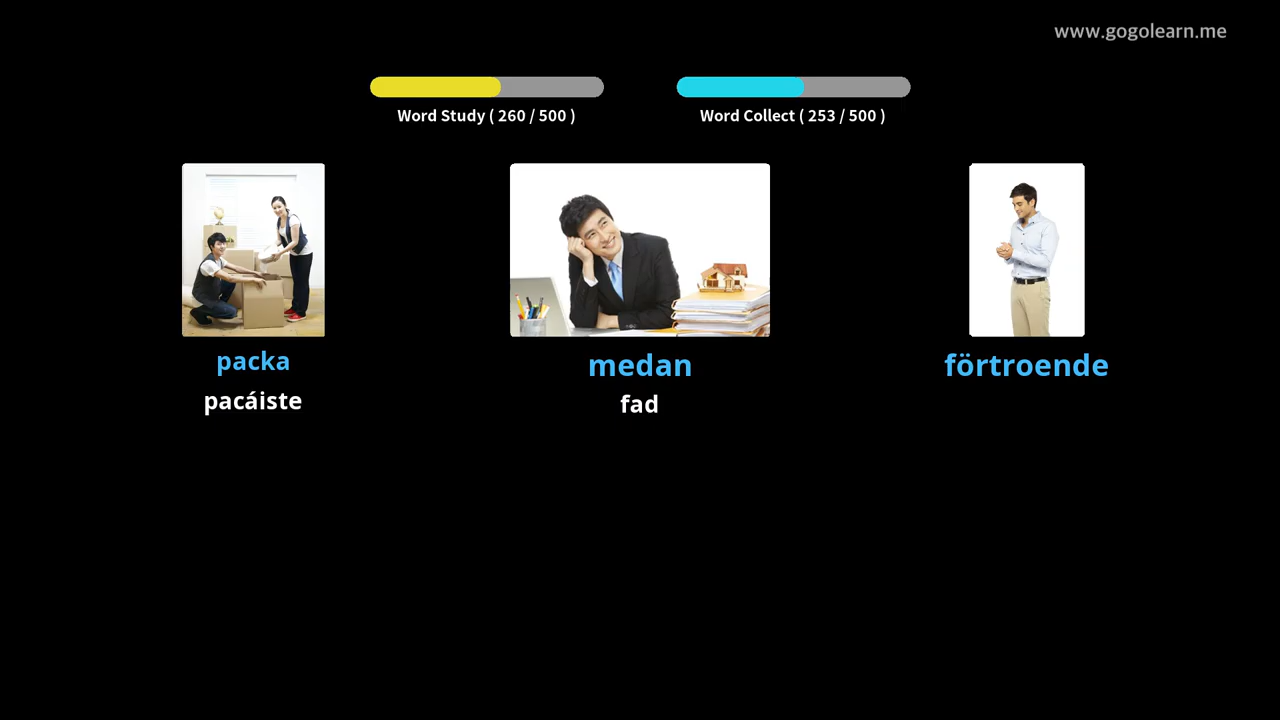 www.gogolearn.me
Word Study ( 260 / 500 )
Word Collect ( 253 / 500 )
packa
medan
förtroende
pacáiste
fad